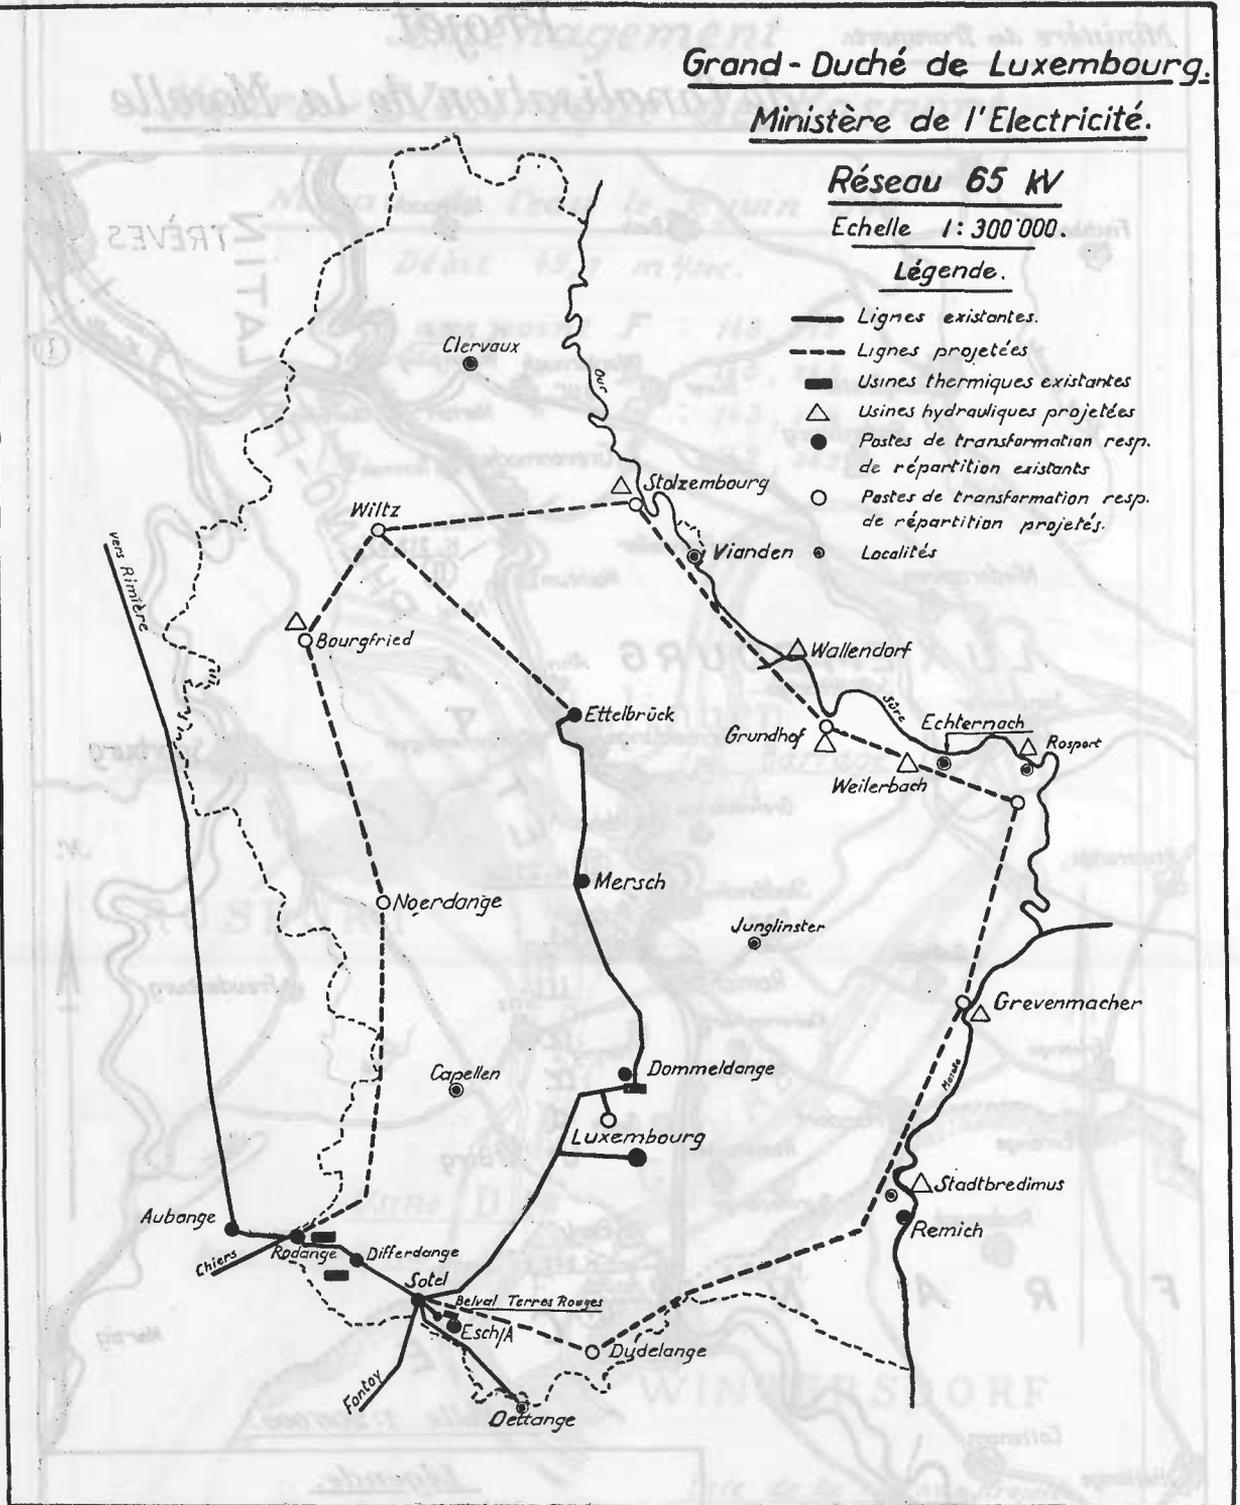 Grand-Duché de Luxembourg.
Ministère de l'Electricité.
Réseau 65 kV
Echelle 1:300'000.
Légende.
Lignes existantes.
Lignes projetées
Usines thermiques existantes
Usines hydrauliques projetées
Postes de transformation resp.
de répartition existants
Postes de transformation resp.
de répartition projetés.
Localités
Clervaux
Our
Stolzembourg
Wiltz
Vianden
vers Rimière
Bourgfried
Wallendorf
Sûre
Ettelbrück
Echternach
Grundhof
Rosport
Weilerbach
Mersch
Noerdange
Junglinster
Grevenmacher
Dommeldange
Capellen
Luxembourg
Stadtbredimus
Aubange
Remich
Chiers
Rodange
Differdange
Sotel
Belval Terres Rouges
Esch/A
Dudelange
Fontoy
Oettange